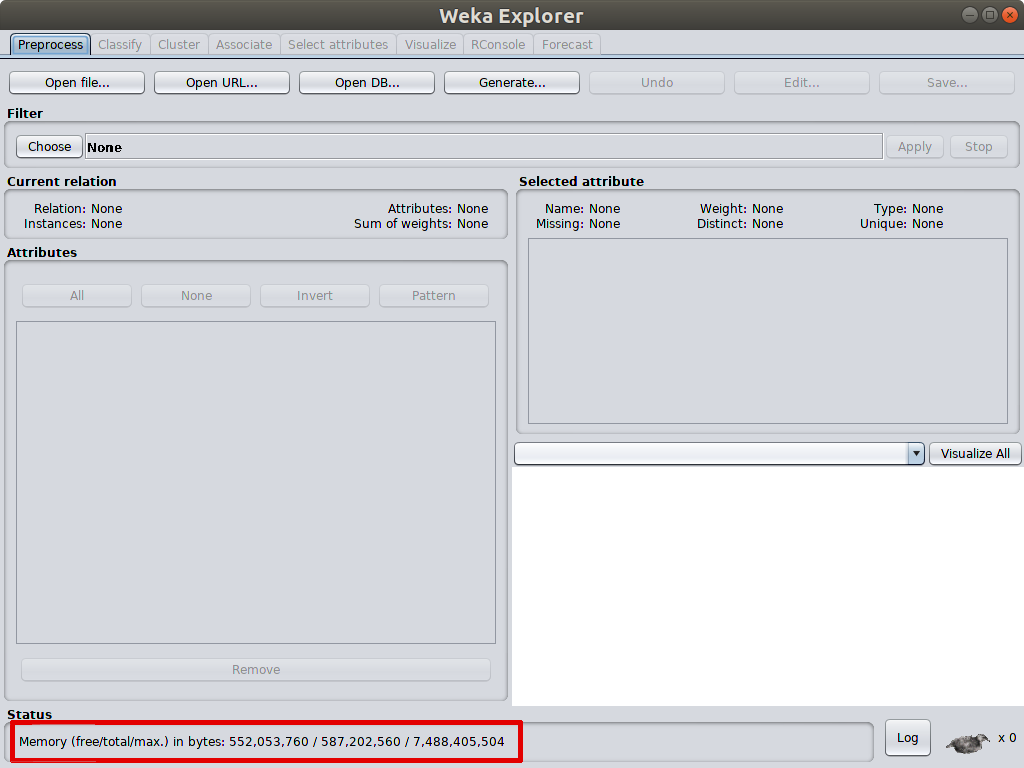 Weka Explorer
Preprocess Classify Cluster Associate Select attributes Visualize RConsole Forecast
Open file... Open URL... Open DB... Generate... Undo Edit... Save...
Filter
Choose None Apply Stop
Current relation
Relation: None Attributes: None
Instances: None Sum of weights: None
Attributes
All None Invert Pattern
Remove
Selected attribute
Name: None Weight: None Type: None
Missing: None Distinct: None Unique: None
Visualize All
Status
Memory (free/total/max.) in bytes: 552,053,760 / 587,202,560 / 7,488,405,504
Log x 0